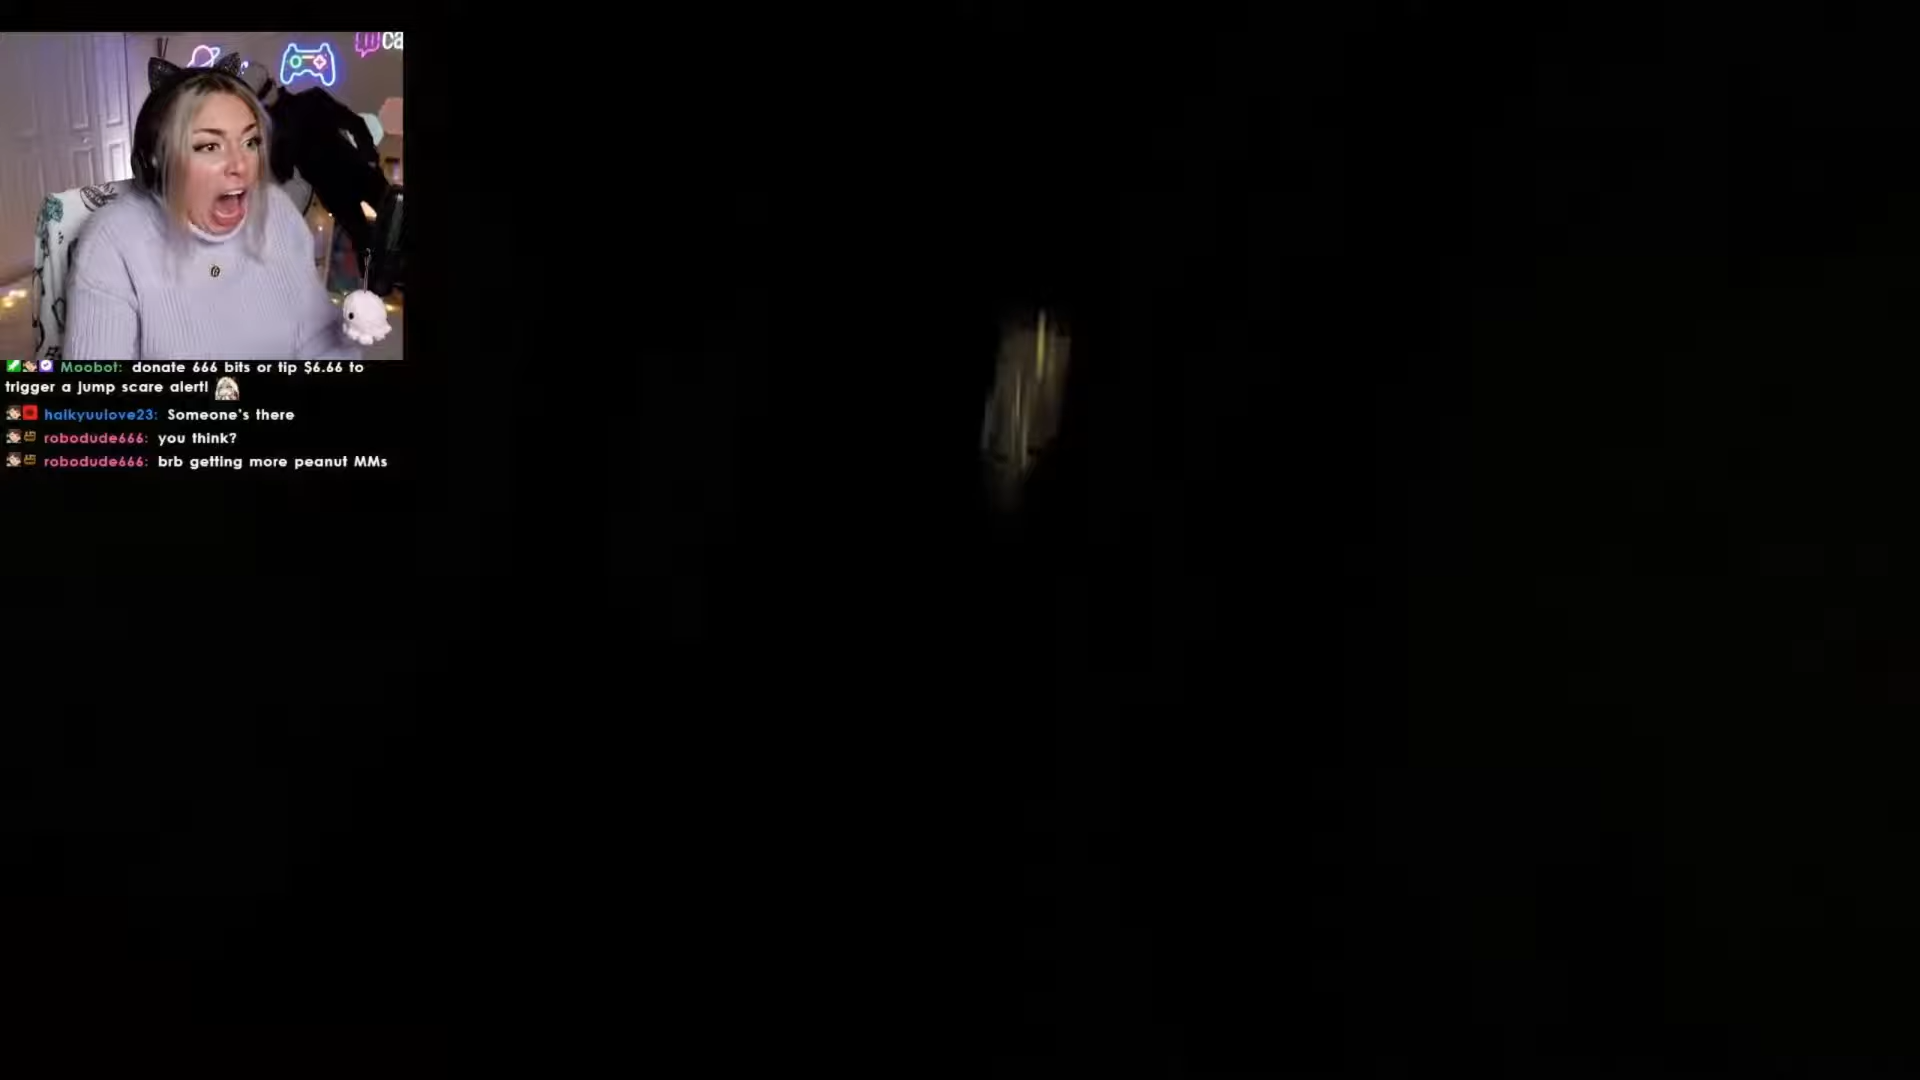 ca
Moobot: donate 666 bits or tip $6.66 to
trigger a jump scare alert!
haikyuulove23: Someone's there
robodude666: you think?
robodude666: brb getting more peanut MMs